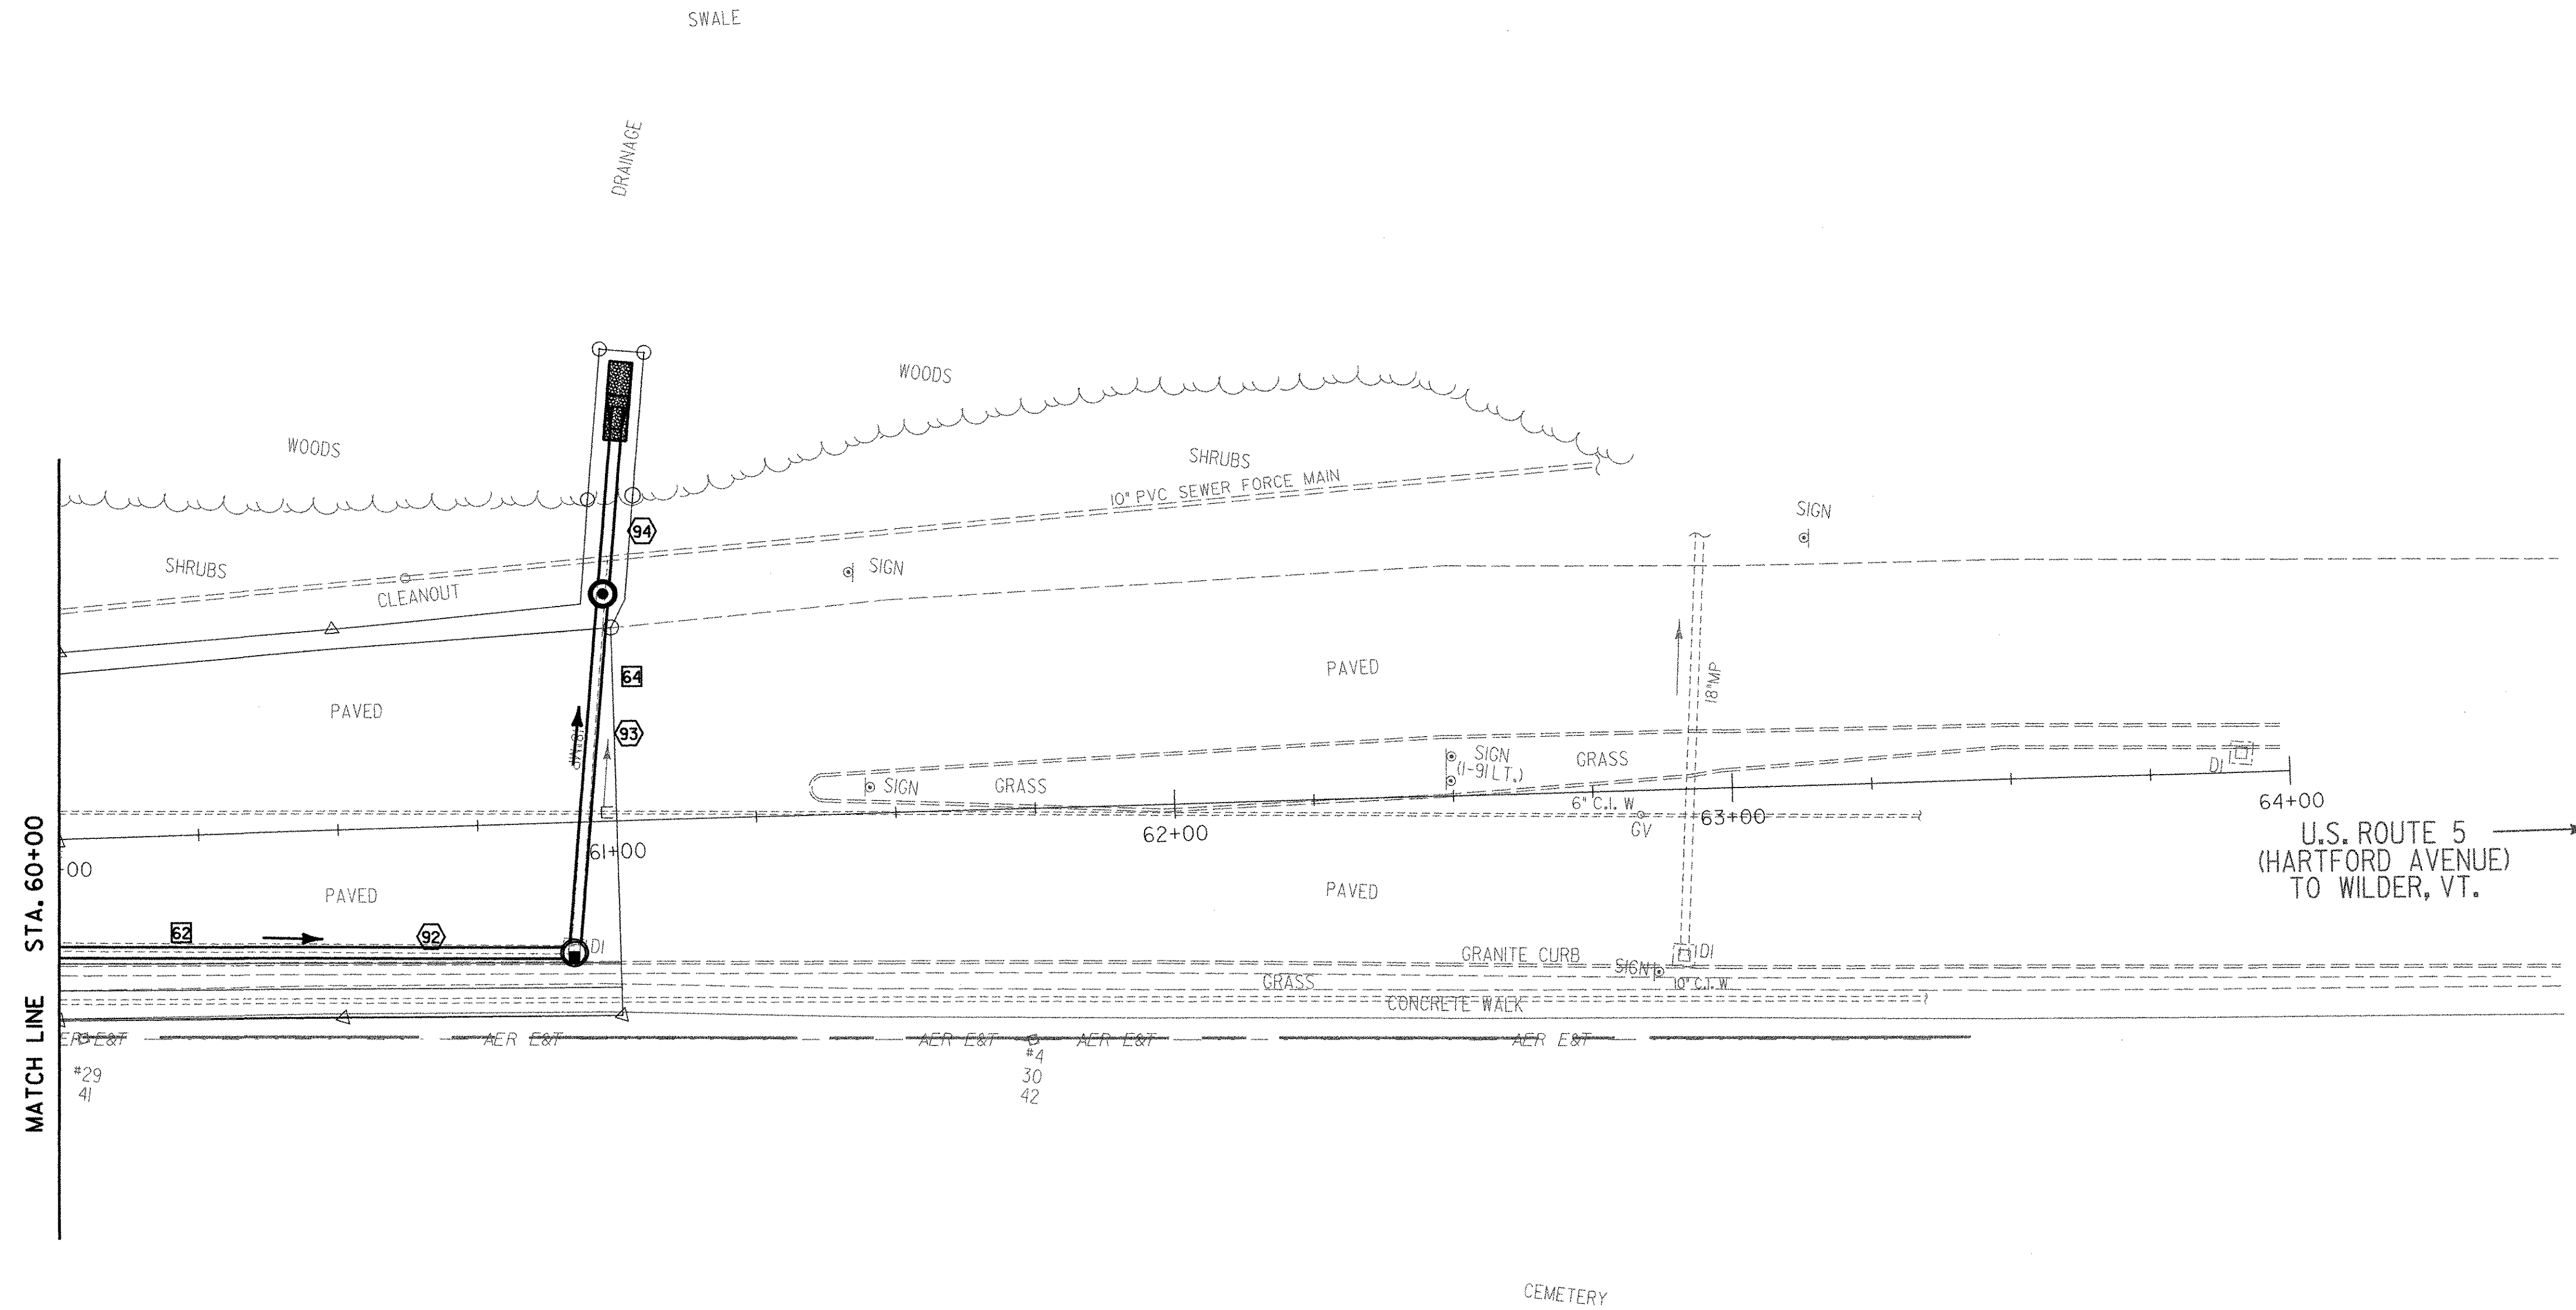 SWALE
DRAINAGE
WOODS
WOODS
SHRUBS
10" PVC SEWER FORCE MAIN
SIGN
94
SHRUBS
SIGN
CLEANOUT
64
PAVED
18"MP
PAVED
93
18"MP
SIGN
(I-91 LT.)
GRASS
SIGN
GRASS
DI
6" C.I. W
64+00
GV
63+00
62+00
61+00
00
U.S. ROUTE 5
(HARTFORD AVENUE)
TO WILDER, VT.
MATCH LINE STA. 60+00
PAVED
PAVED
62
92
DI
GRANITE CURB
DI
SIGN
GRASS
10" C.I. W
CONCRETE WALK
ER E&T
AER E&T
AER E&T
AER E&T
AER E&T
#4
30
42
#29
41
CEMETERY